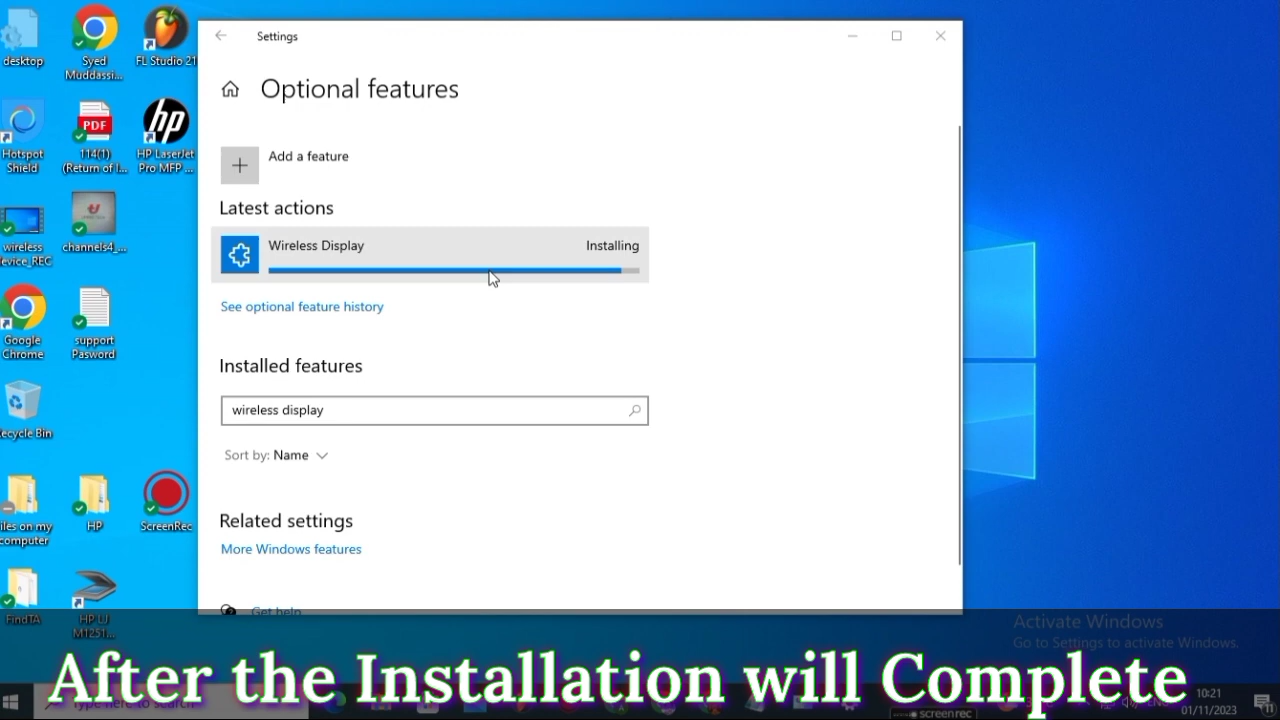 desktop
Syed
Muddassi...
FL Studio 21
Hotspot
Shield
PDF
114(1)
(Return of I...
hp
HP LaserJet
Pro MFP ...
wireless
device_REC
channels4_...
Google
Chrome
support
Pasword
ecycle Bin
iles on my
computer
HP
ScreenRec
FindTA
HP LJ
M1251...
Settings
Optional features
Add a feature
Latest actions
Wireless Display
Installing
See optional feature history
Installed features
wireless display
Sort by: Name
Related settings
More Windows features
Get help
Activate Windows
Go to Settings to activate Windows.
After the Installation will Complete
Type here to search
screenrec
10:21
01/11/2023